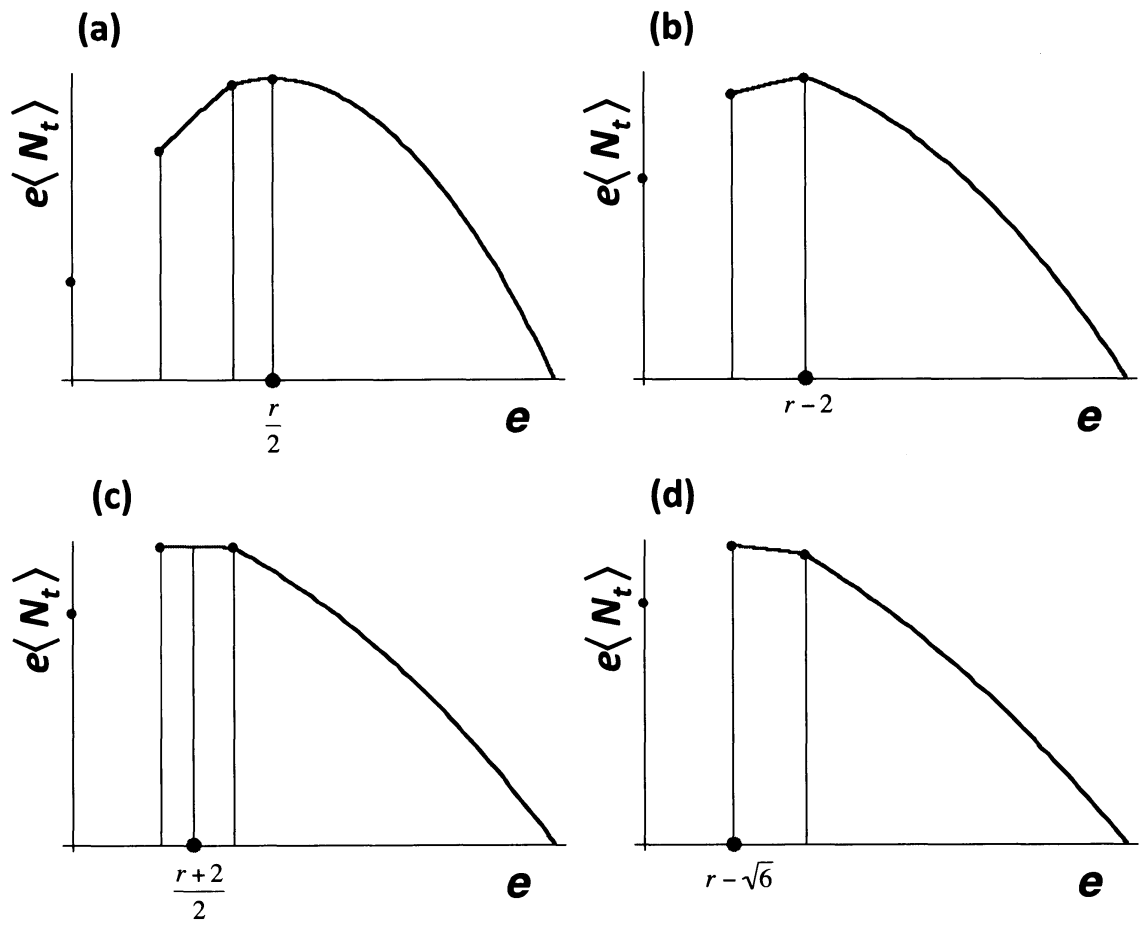 (a)
e⟨N_t⟩
r
2
e
(b)
e⟨N_t⟩
r − 2
e
(c)
e⟨N_t⟩
r + 2
2
e
(d)
e⟨N_t⟩
r − √6
e